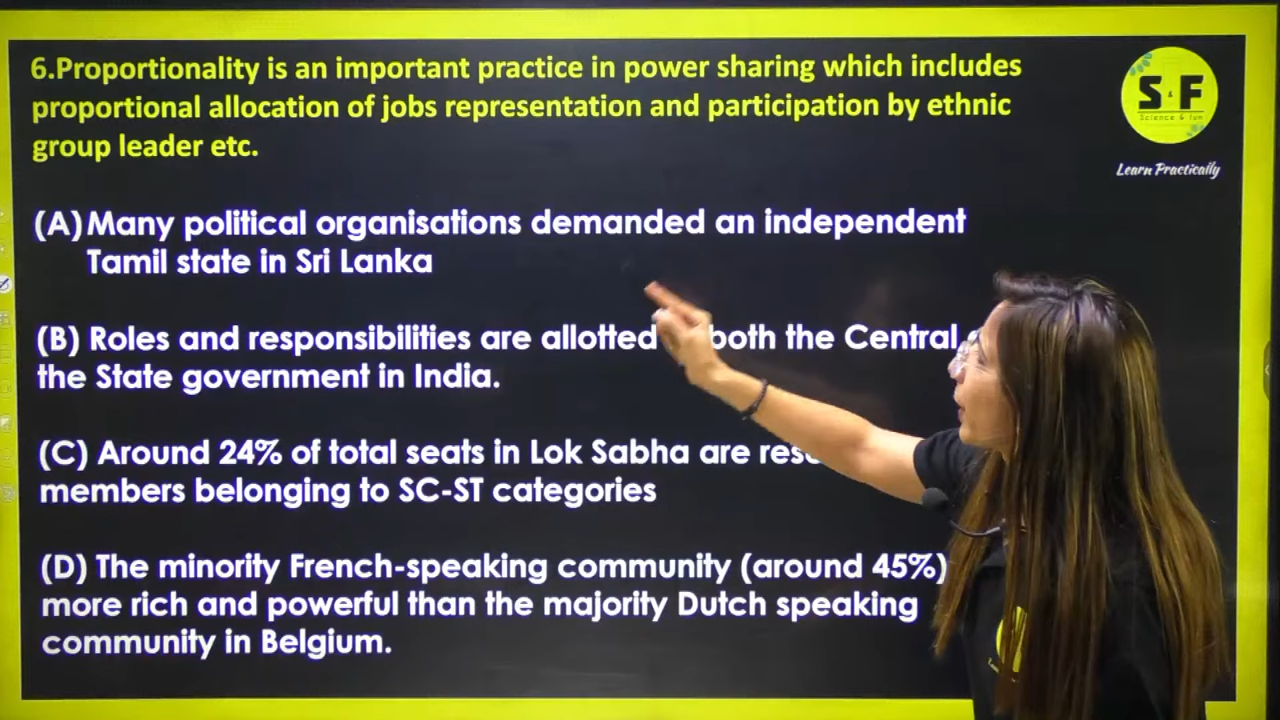 6.Proportionality is an important practice in power sharing which includes
proportional allocation of jobs representation and participation by ethnic
group leader etc.
S & F
Science & fun
Learn Practically
(A) Many political organisations demanded an independent
Tamil state in Sri Lanka
(B) Roles and responsibilities are allotted both the Central
the State government in India.
(C) Around 24% of total seats in Lok Sabha are
members belonging to SC-ST categories
(D) The minority French-speaking community (around 45%)
more rich and powerful than the majority Dutch speaking
community in Belgium.